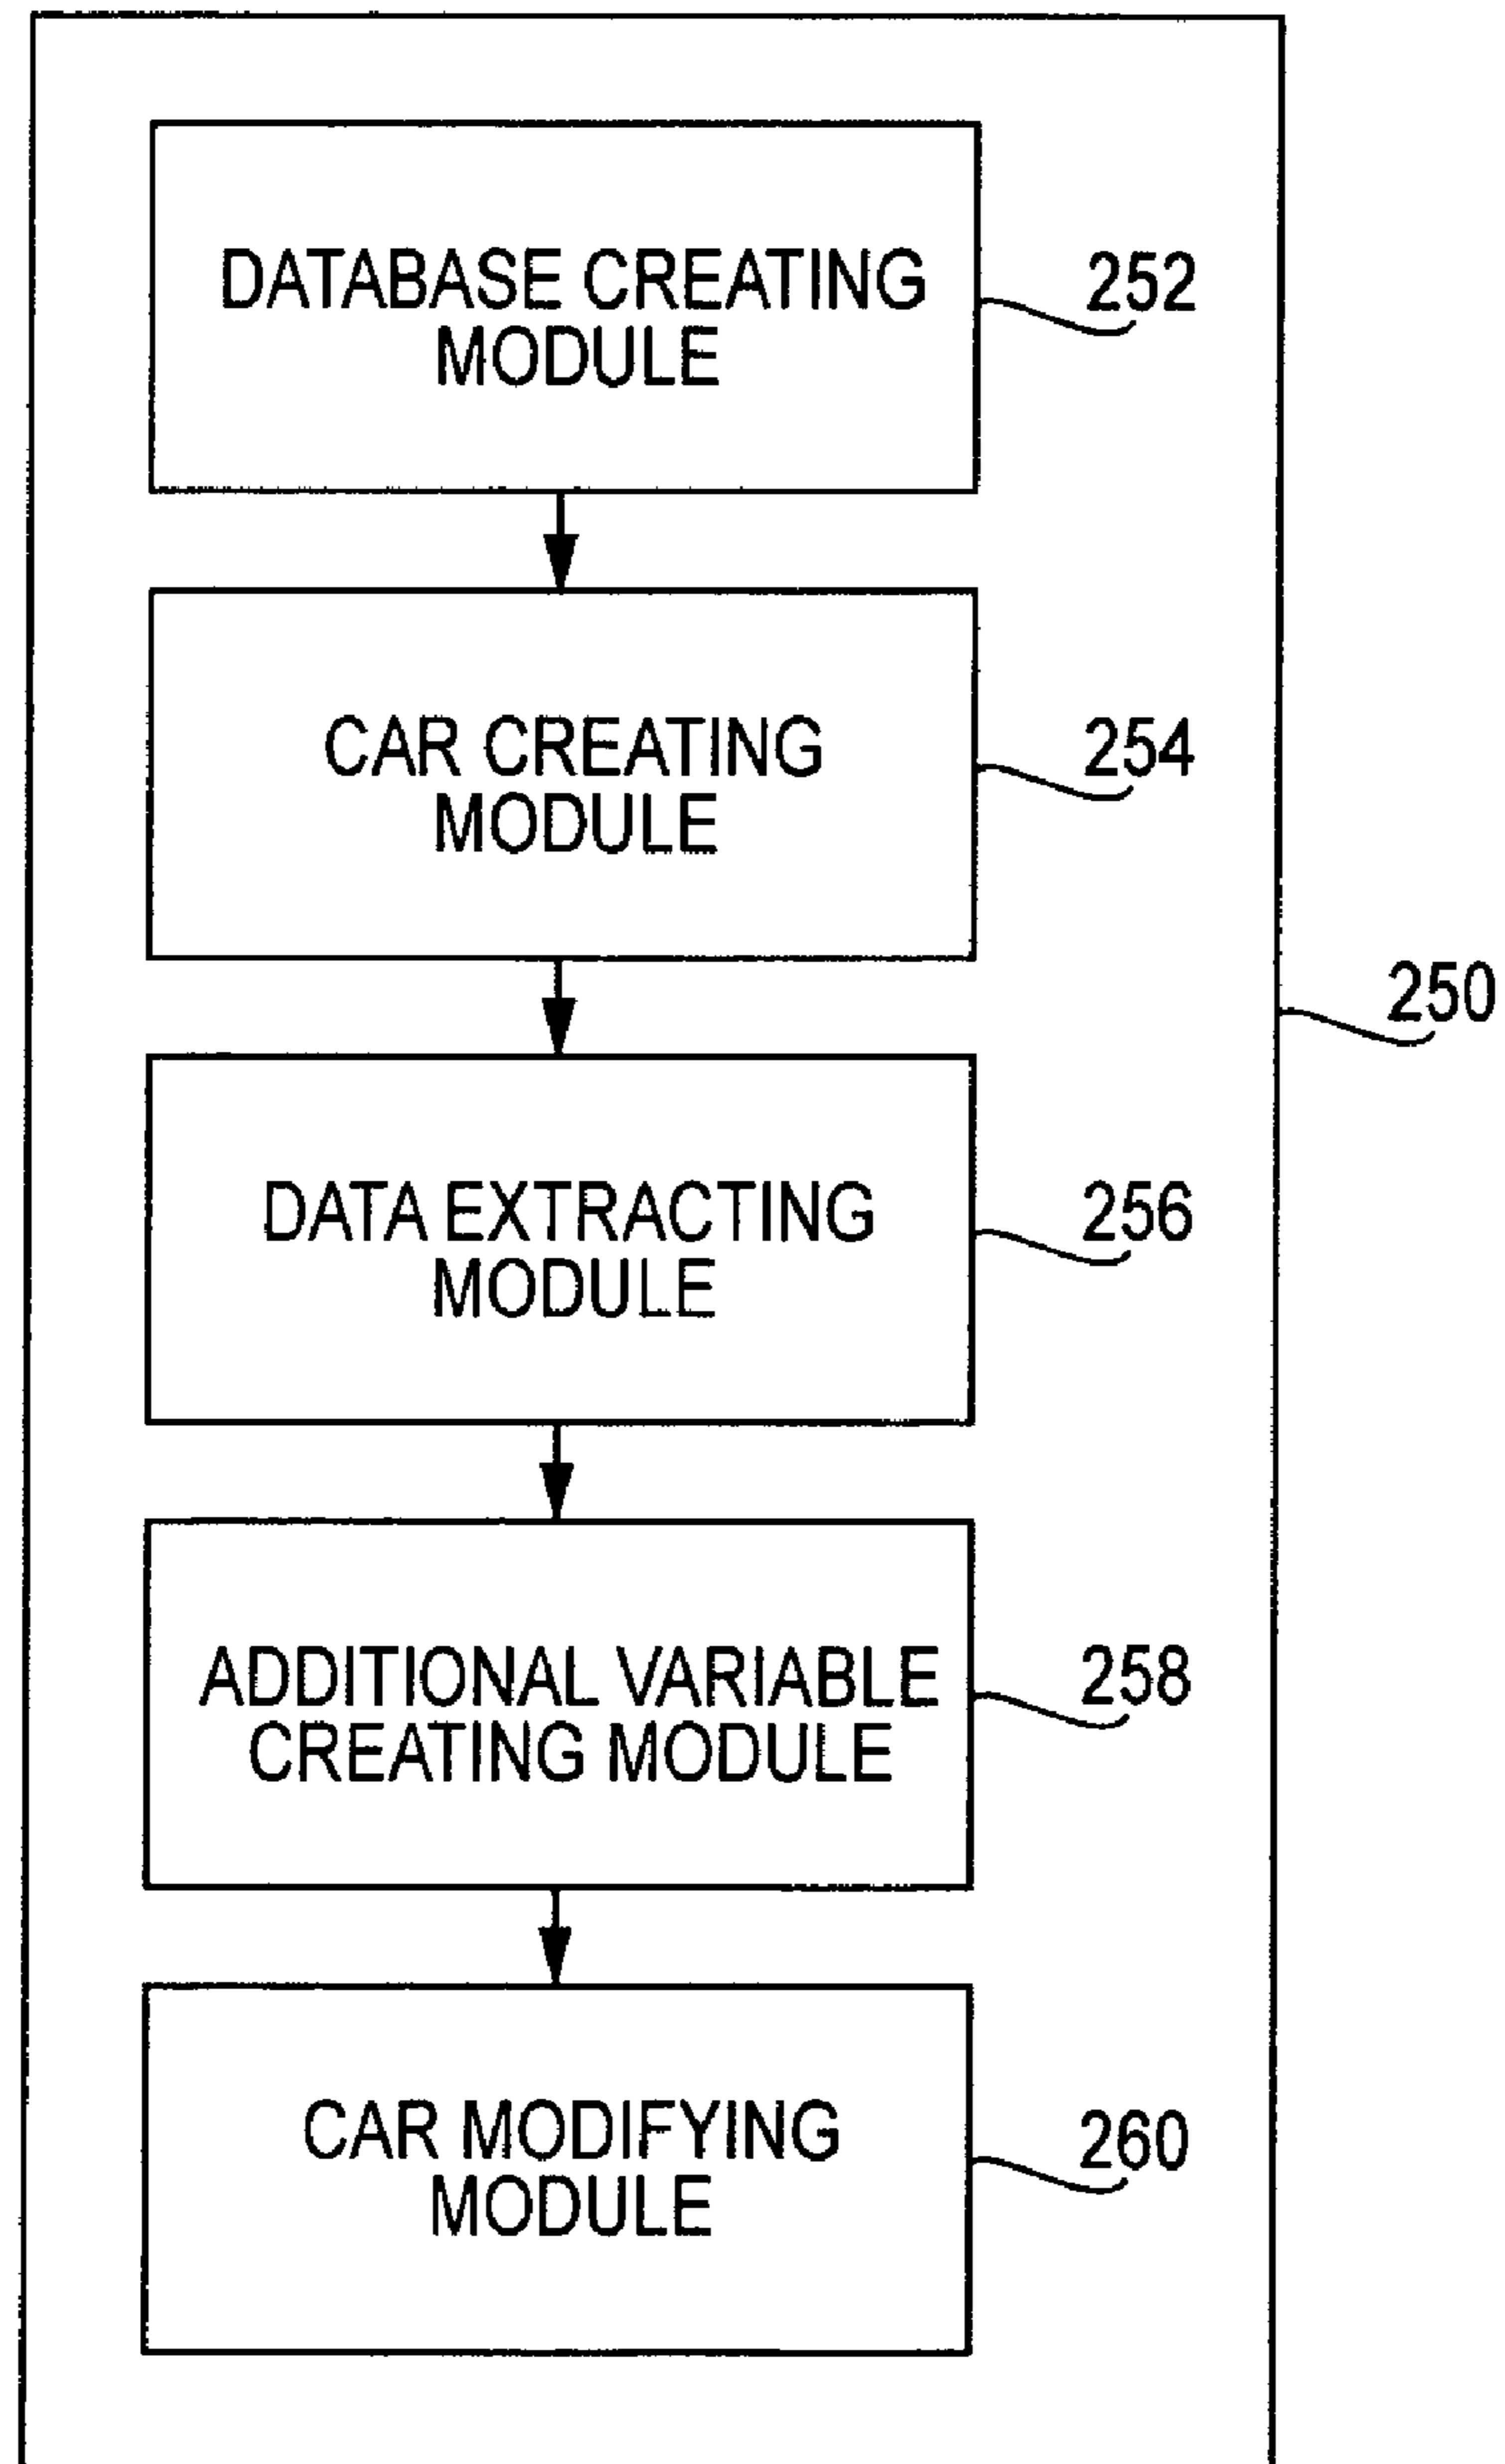 DATABASE CREATING
MODULE
252
CAR CREATING
MODULE
254
250
DATA EXTRACTING
MODULE
256
ADDITIONAL VARIABLE
CREATING MODULE
258
CAR MODIFYING
MODULE
260